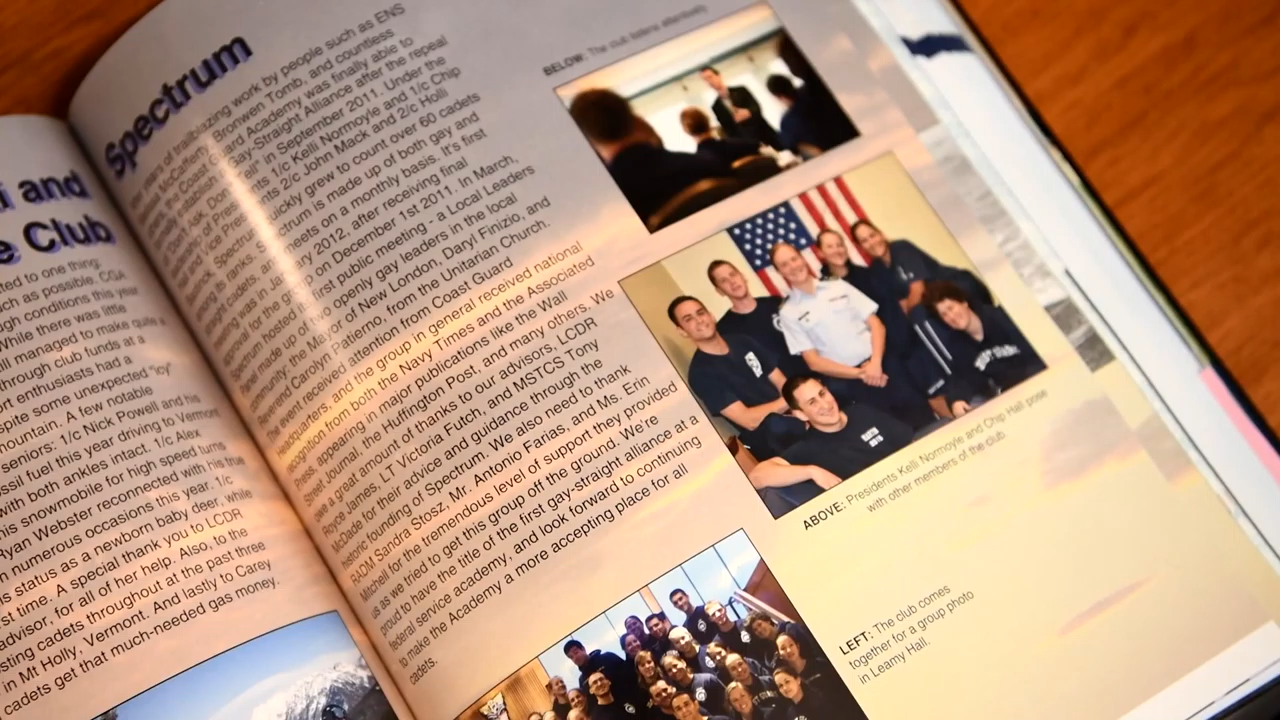 i and
e Club
ted to one thing:
ch as possible. CGA
ugh conditions this year
While there was little
ill managed to make quite a
through club funds at a
ort enthusiasts had a
spite some unexpected "icy"
mountain. A few notable
seniors: 1/c Nick Powell and his
ossil fuel this year driving to Vermont
with both ankles intact. 1/c Alex
his snowmobile for high speed turns
Ryan Webster reconnected with his true
n numerous occasions this year. 1/c
is status as a newborn baby deer, while
st time. A special thank you to LCDR
advisor, for all of her help. Also, to the
sting cadets throughout at the past three
in Mt Holly, Vermont. And lastly to Carey
cadets get that much-needed gas money.
Spectrum
years of trailblazing work by people such as ENS
McCallum, Bronwen Tomb, and countless
the Coast Guard Academy was finally able to
establish Gay-Straight Alliance after the repeal
Ask, Don't in September 2011. Under the
of Presidents 1/c Kelli Normoyle and 1/c Chip
Vice Presidents 2/c John Mack and 2/c Holli
Spectrum quickly grew to count over 60 cadets
its ranks. Spectrum is made up of both gay and
cadets, and meets on a monthly basis. It's first
was in January 2012, after receiving final
approval for the group on December 1st 2011. In March,
Spectrum hosted first public meeting - a Local Leaders
panel made up of two openly gay leaders in the local
community: the Mayor of New London, Daryl Finizio, and
Reverend Carolyn Patierno, from the Unitarian Church.
The event received attention from Coast Guard
Headquarters, and the group in general received national
recognition from both the Navy Times and the Associated
Press, appearing in major publications like the Wall
Street Journal, the Huffington Post, and many others. We
owe a great amount of thanks to our advisors, LCDR
Royce James, LT Victoria Futch, and MSTCS Tony
McDade for their advice and guidance through the
historic founding of Spectrum. We also need to thank
RADM Sandra Stosz, Mr. Antonio Farias, and Ms. Erin
Mitchell for the tremendous level of support they provided
us as we tried to get this group off the ground. We're
proud to have the title of the first gay-straight alliance at a
federal service academy, and look forward to continuing
to make the Academy a more accepting place for all
cadets.
BELOW: The club listens attentively
ABOVE: Presidents Kelli Normoyle and Chip Hall pose
with other members of the club
LEFT: The club comes
together for a group photo
in Leamy Hall.